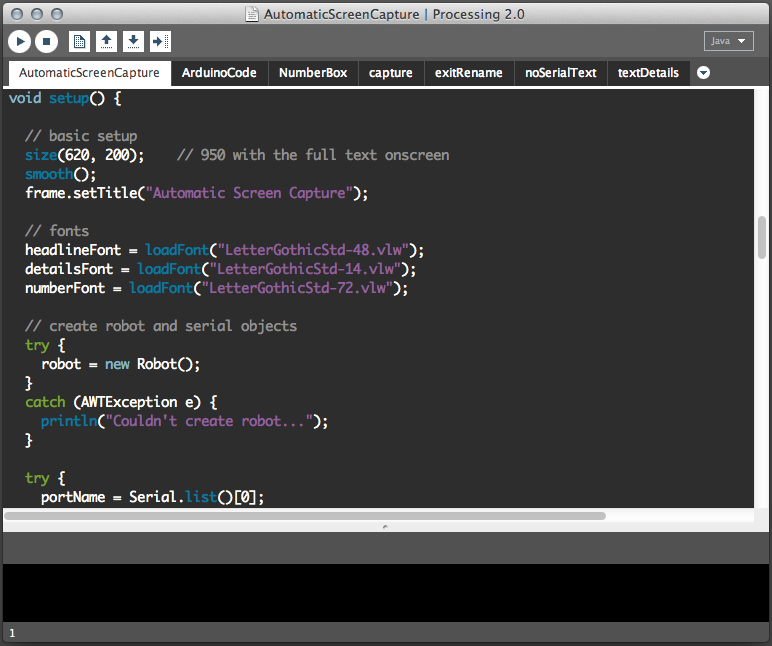 AutomaticScreenCapture | Processing 2.0
Java
AutomaticScreenCapture ArduinoCode NumberBox capture exitRename noSerialText textDetails
void setup() {
// basic setup
size(620, 200);    // 950 with the full text onscreen
smooth();
frame.setTitle("Automatic Screen Capture");
// fonts
headlineFont = loadFont("LetterGothicStd-48.vlw");
detailsFont = loadFont("LetterGothicStd-14.vlw");
numberFont = loadFont("LetterGothicStd-72.vlw");
// create robot and serial objects
try {
robot = new Robot();
}
catch (AWTException e) {
println("Couldn't create robot...");
}
try {
portName = Serial.list()[0];
1